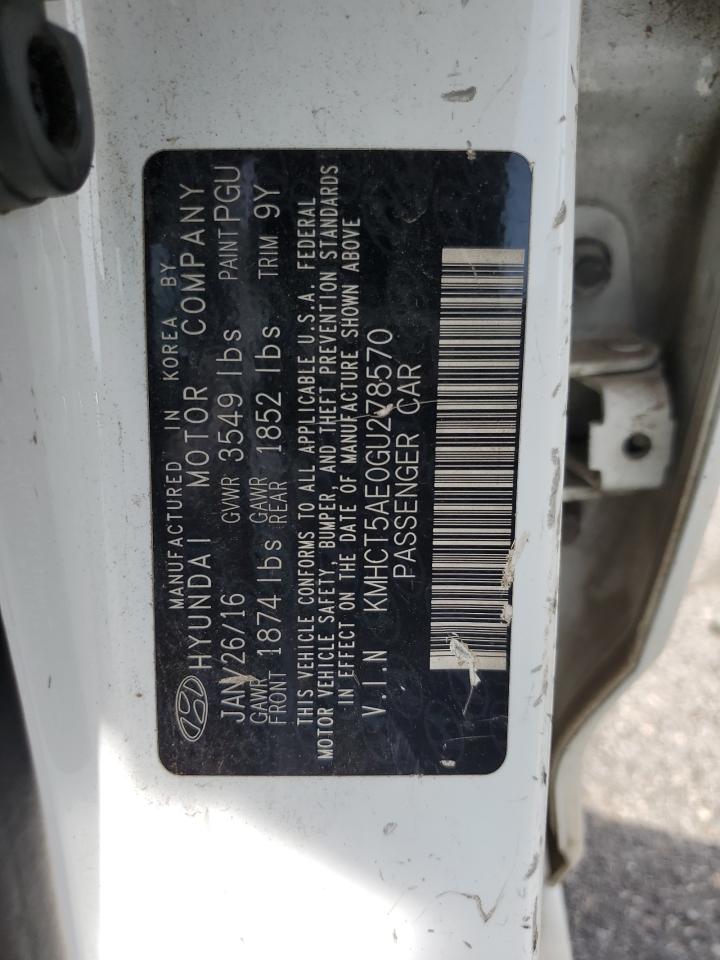 MANUFACTURED IN KOREA BY
HYUNDAI MOTOR COMPANY
JAN/26/16 GVWR 3549 lbs PAINT PGU
GAWR FRONT 1874 lbs GAWR REAR 1852 lbs TRIM 9Y
THIS VEHICLE CONFORMS TO ALL APPLICABLE U.S.A. FEDERAL
MOTOR VEHICLE SAFETY, BUMPER, AND THEFT PREVENTION STANDARDS
IN EFFECT ON THE DATE OF MANUFACTURE SHOWN ABOVE
V.I.N KMHCT5AE0GU278570
PASSENGER CAR